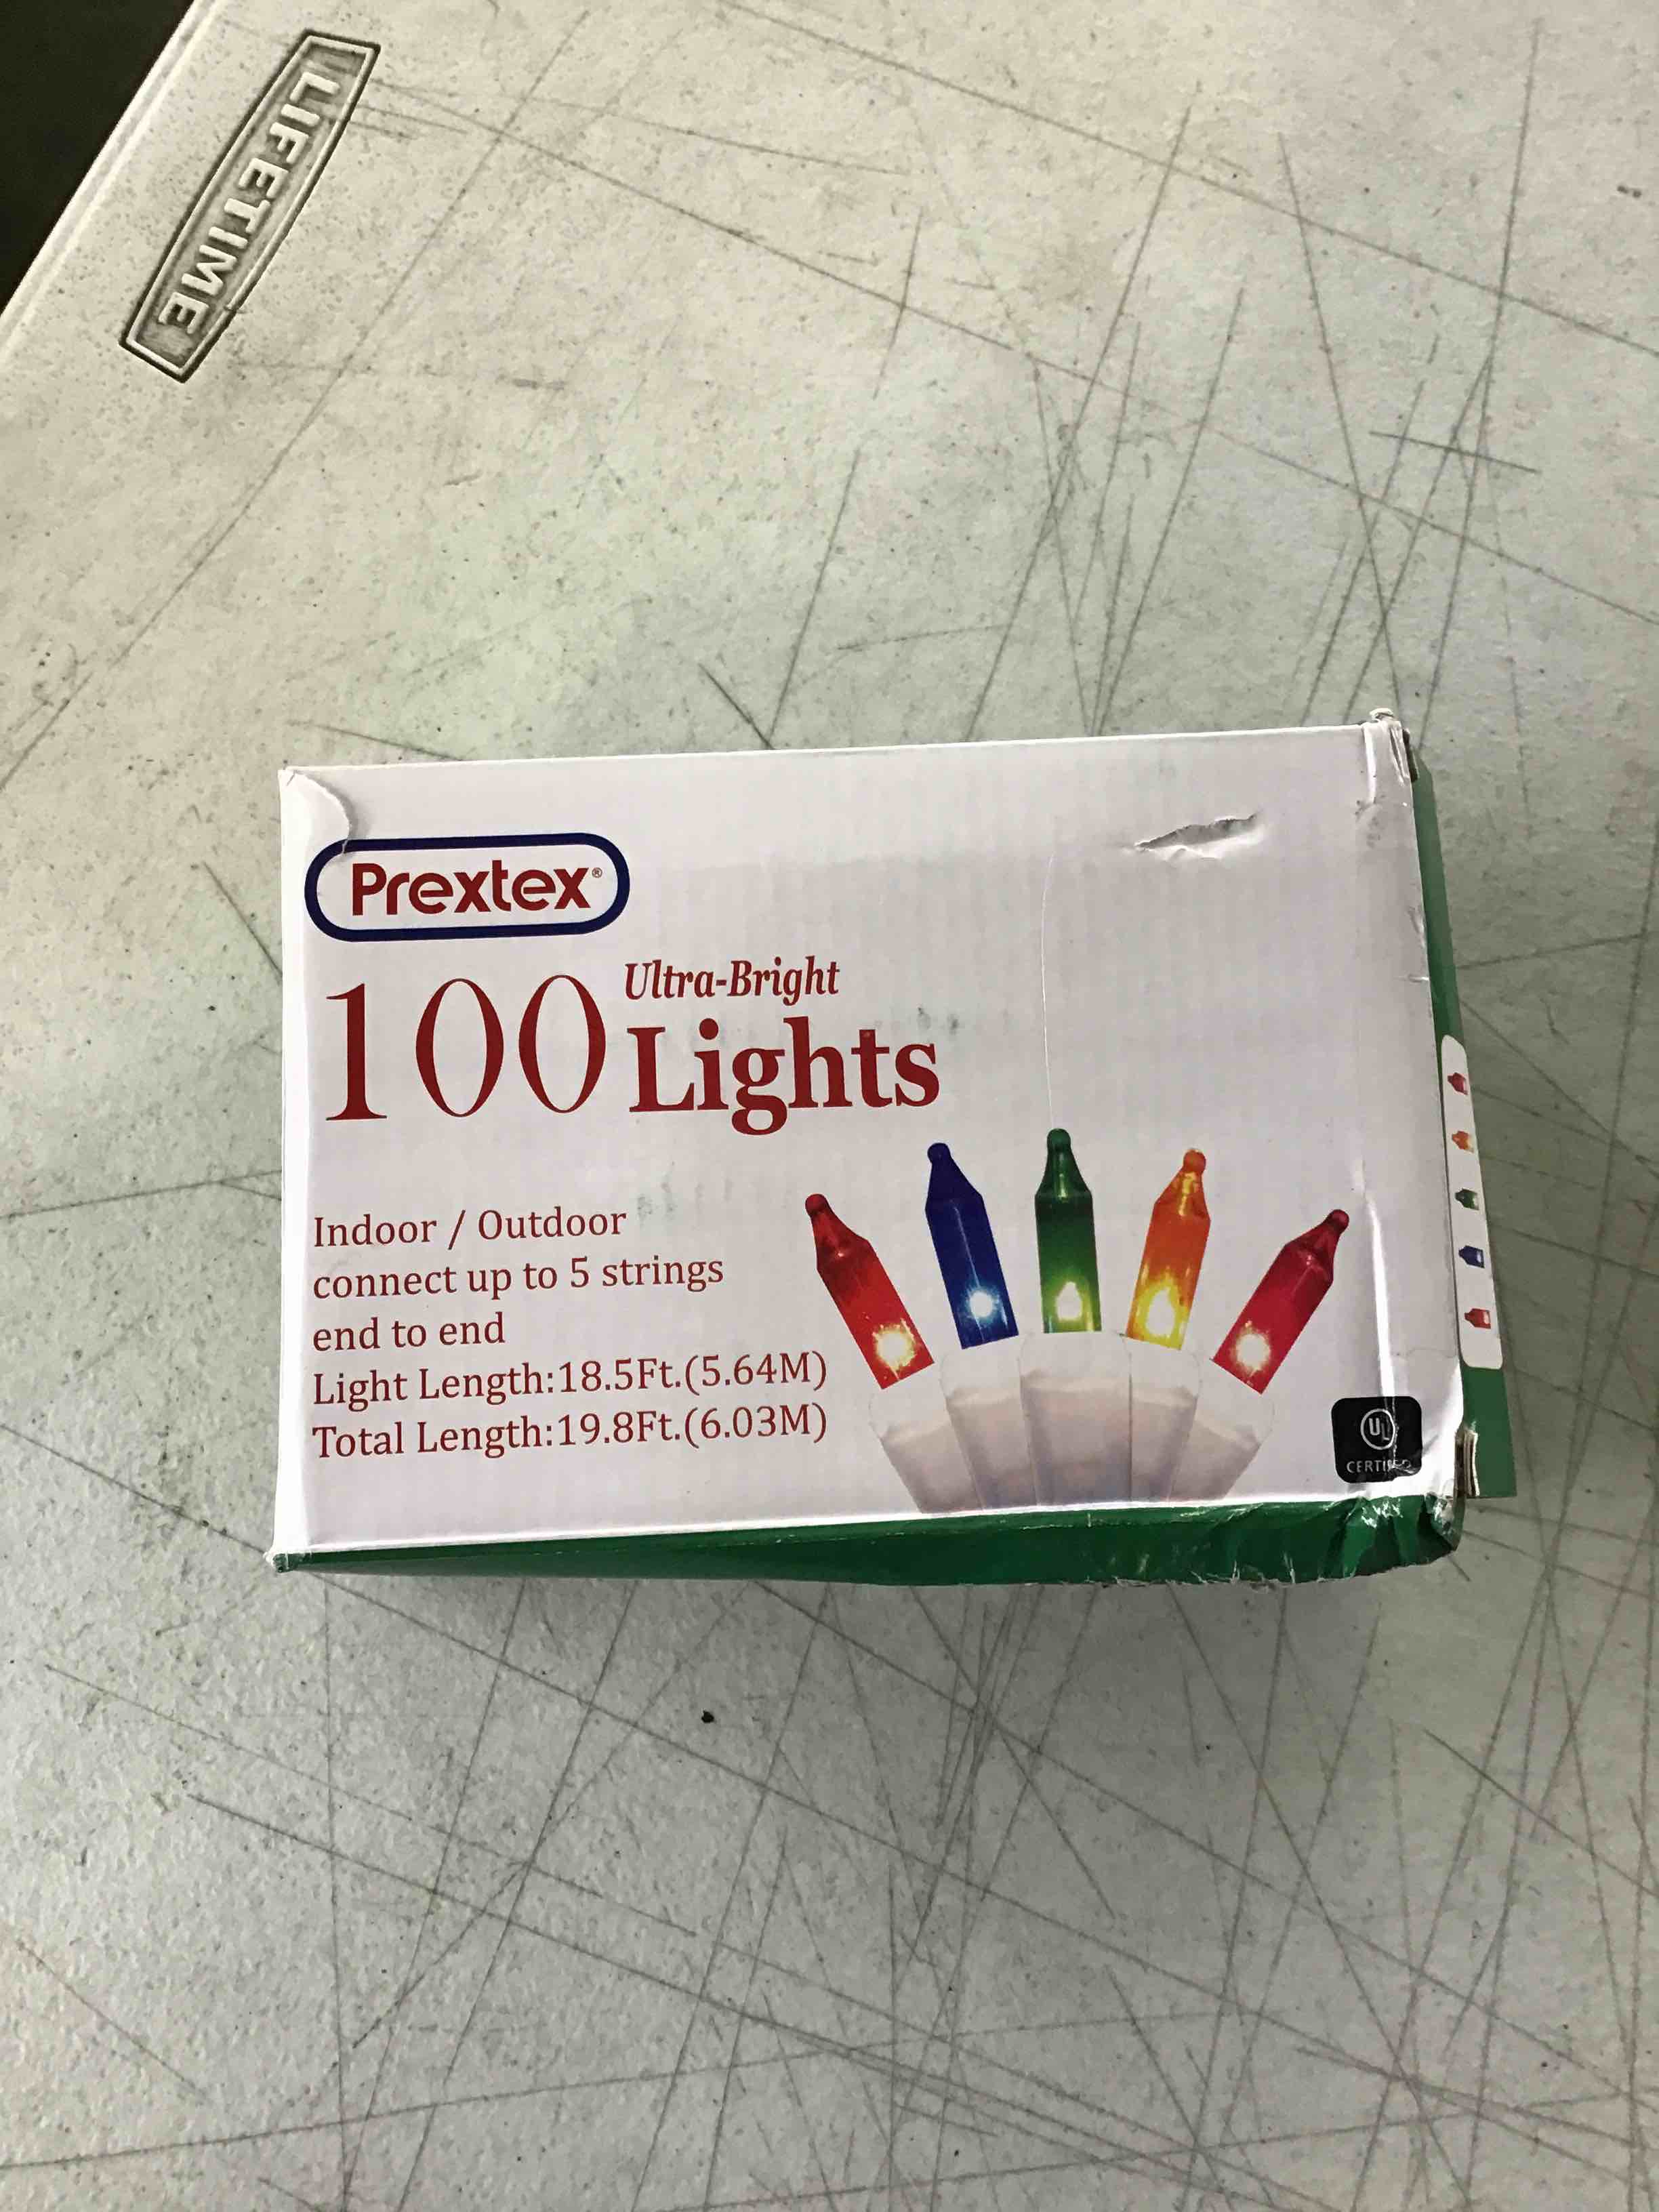 LIFETIME
Prextex®
100 Ultra-Bright
Lights
Indoor / Outdoor
connect up to 5 strings
end to end
Light Length:18.5Ft.(5.64M)
Total Length:19.8Ft.(6.03M)
UL
CERTIFIED